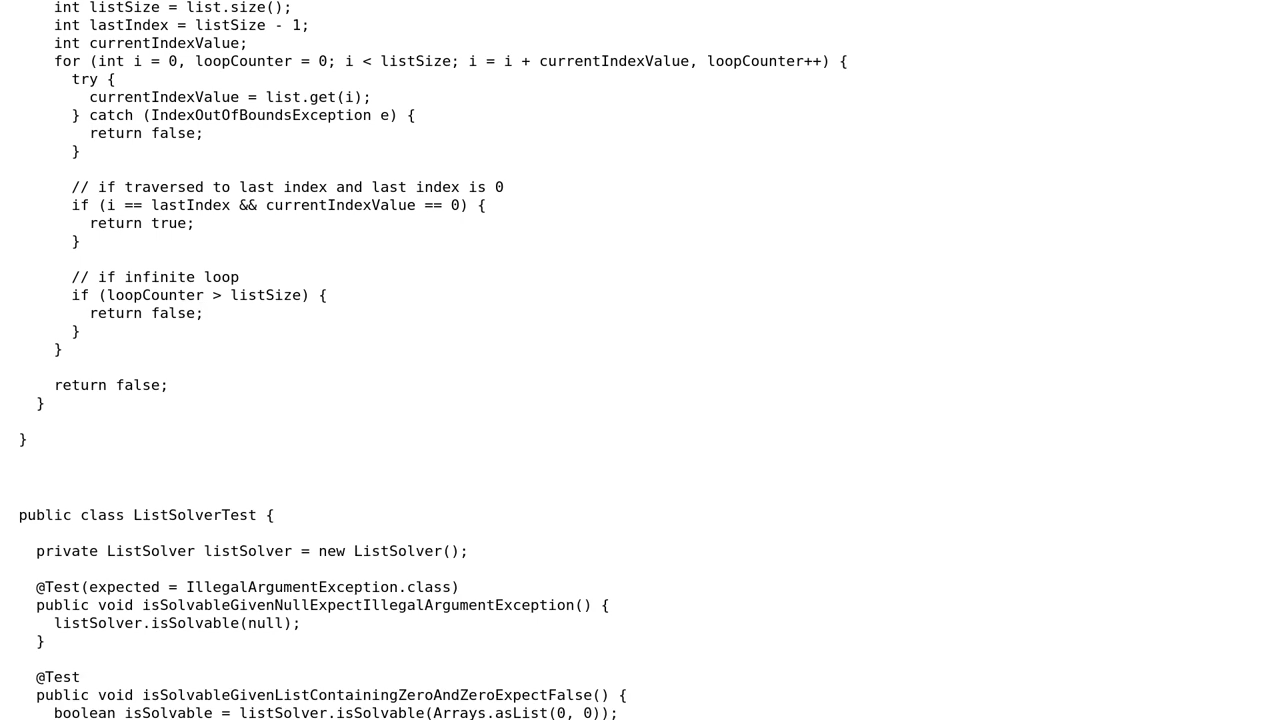 int listSize = list.size();
    int lastIndex = listSize - 1;
    int currentIndexValue;
    for (int i = 0, loopCounter = 0; i < listSize; i = i + currentIndexValue, loopCounter++) {
      try {
        currentIndexValue = list.get(i);
      } catch (IndexOutOfBoundsException e) {
        return false;
      }

      // if traversed to last index and last index is 0
      if (i == lastIndex && currentIndexValue == 0) {
        return true;
      }

      // if infinite loop
      if (loopCounter > listSize) {
        return false;
      }
    }

    return false;
  }

}

public class ListSolverTest {

  private ListSolver listSolver = new ListSolver();

  @Test(expected = IllegalArgumentException.class)
  public void isSolvableGivenNullExpectIllegalArgumentException() {
    listSolver.isSolvable(null);
  }

  @Test
  public void isSolvableGivenListContainingZeroAndZeroExpectFalse() {
    boolean isSolvable = listSolver.isSolvable(Arrays.asList(0, 0));